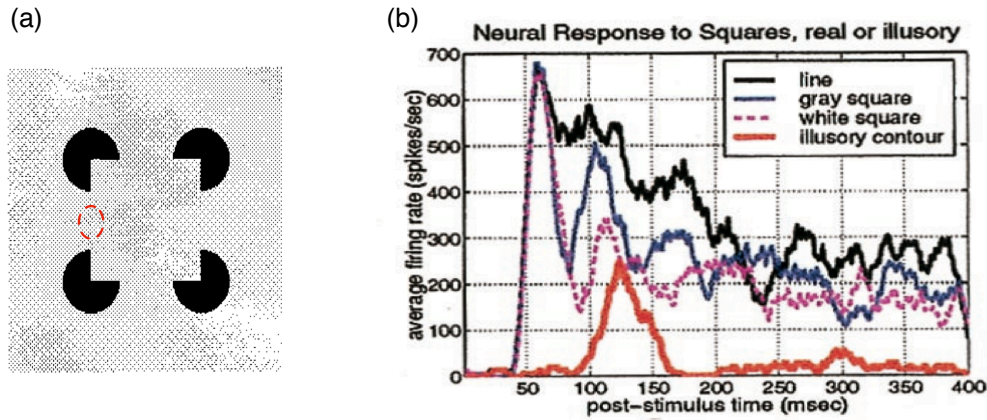 (a)
(b)
Neural Response to Squares, real or illusory
average firing rate (spikes/sec)
700
600
500
400
300
200
100
0
line
gray square
white square
illusory contour
50 100 150 200 250 300 350 400
post-stimulus time (msec)